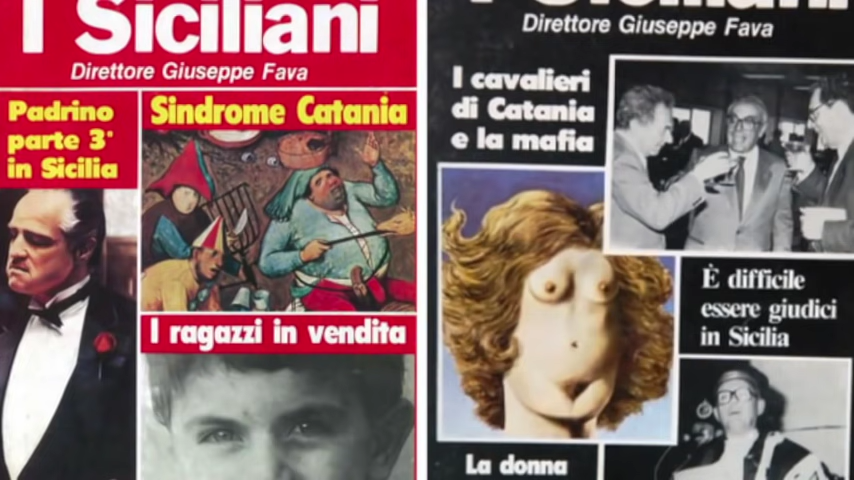 I Siciliani
Direttore Giuseppe Fava
Padrino
parte 3ª
in Sicilia
Sindrome Catania
I ragazzi in vendita
I Siciliani
Direttore Giuseppe Fava
I cavalieri
di Catania
e la mafia
È difficile
essere giudici
in Sicilia
La donna